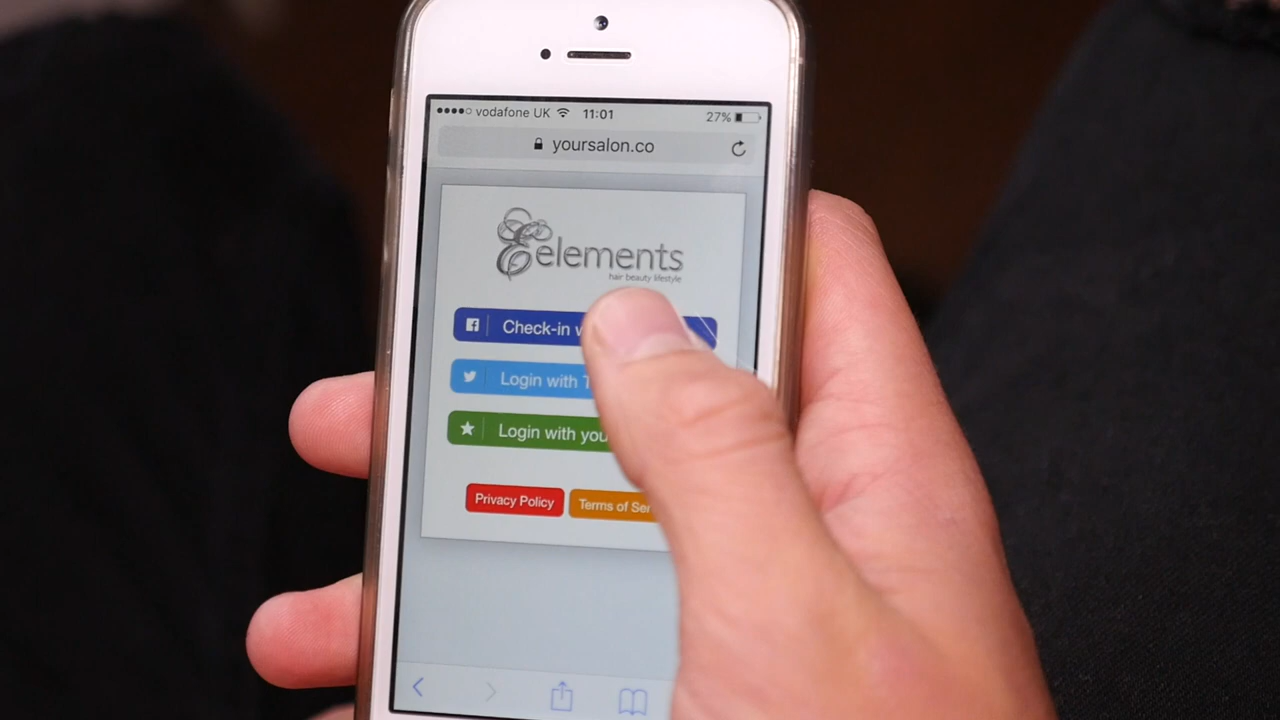 vodafone UK 11:01 27%
yoursalon.co
elements
hair beauty lifestyle
Check-in
Login with
Login with you
Privacy Policy
Terms of Ser